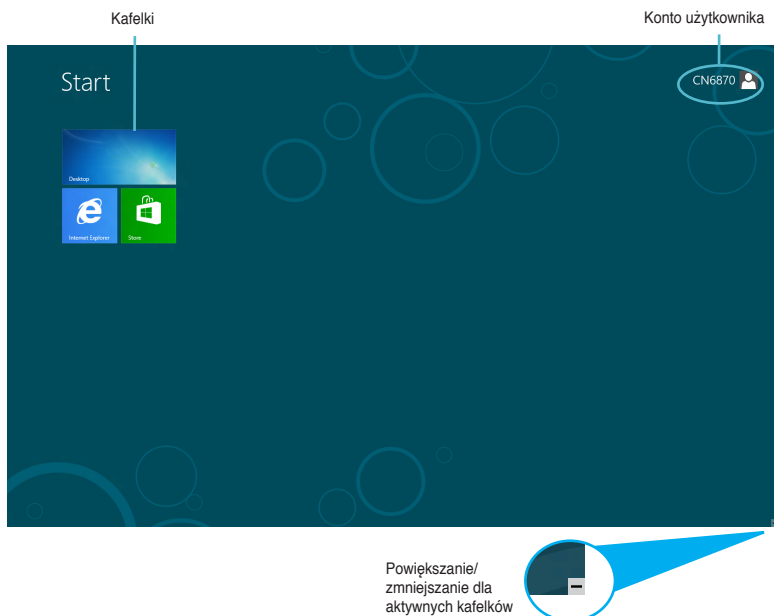 Kafelki
Konto użytkownika
Start
CN6870
Desktop
Internet Explorer
Store
Powiększanie/
zmniejszanie dla
aktywnych kafelków